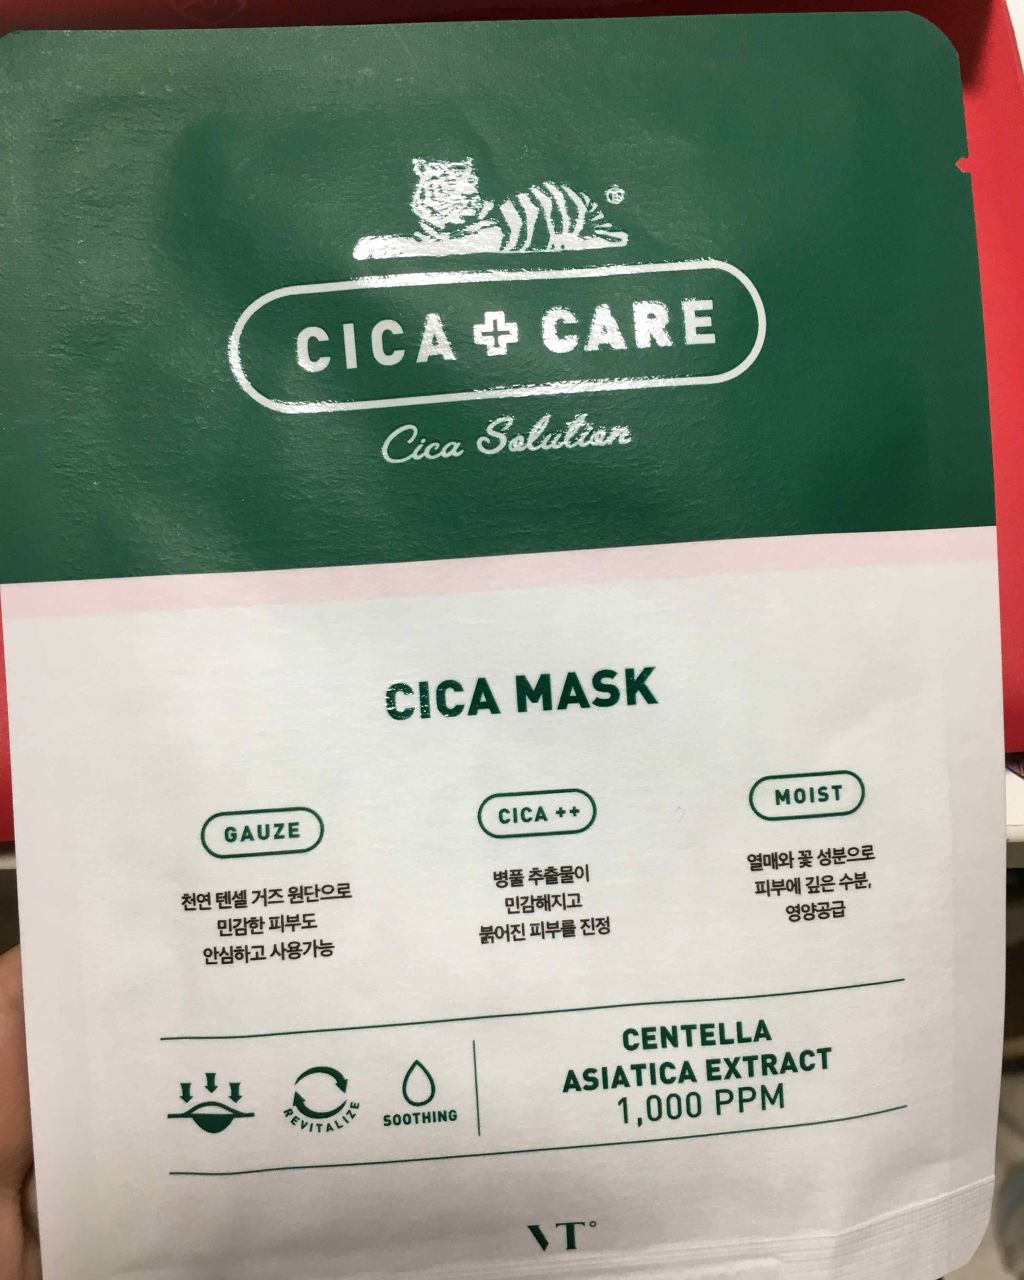 CICA CARE
Cica Solution
CICA MASK
GAUZE
천연 텐셀 거즈 원단으로
민감한 피부도
안심하고 사용가능
CICA ++
병풀 추출물이
민감해지고
붉어진 피부를 진정
MOIST
열매와 꽃 성분으로
피부에 깊은 수분,
영양공급
REVITALIZE
SOOTHING
CENTELLA
ASIATICA EXTRACT
1,000 PPM
VT